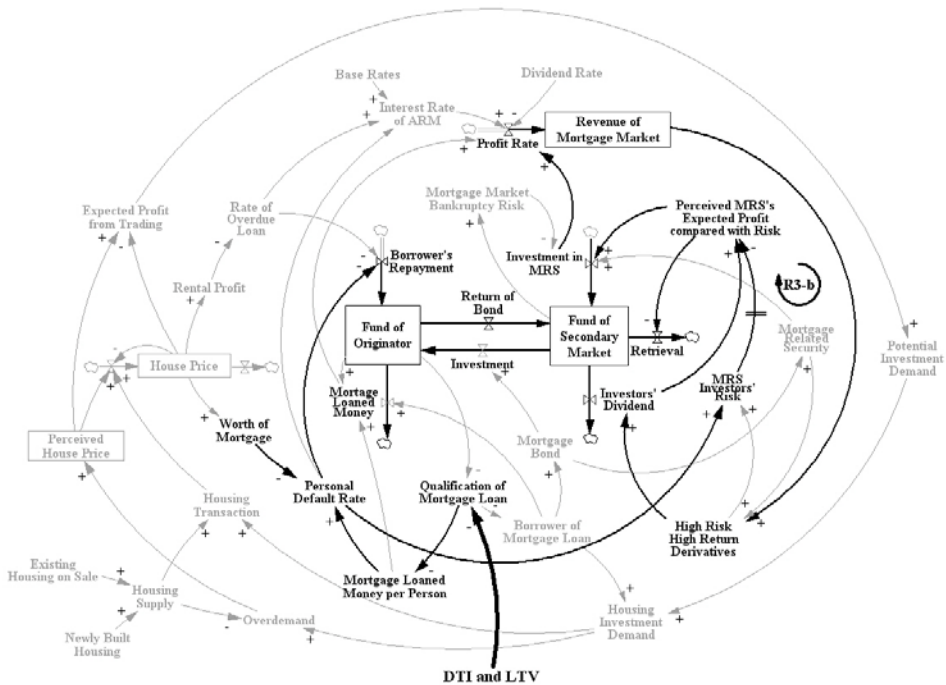 Base Rates
Dividend Rate
Interest Rate
of ARM
Revenue of
Mortgage Market
Profit Rate
Mortgage Market
Bankruptcy Risk
Expected Profit
from Trading
Rate of
Overdue
Loan
Perceived MRS's
Expected Profit
compared with Risk
Borrower's
Repayment
Investment in
MRS
R3-b
Rental Profit
Return of
Bond
Fund of
Originator
Fund of
Secondary
Market
Retrieval
Mortgage
Related
Security
Potential
Investment
Demand
House Price
Investment
Mortage
Loaned
Money
Investors'
Dividend
MRS
Investors'
Risk
Worth of
Mortgage
Perceived
House Price
Mortgage
Bond
Personal
Default Rate
Qualification of
Mortgage Loan
Housing
Transaction
Borrower of
Mortgage Loan
High Risk
High Return
Derivatives
Existing
Housing on Sale
Housing
Supply
Mortgage Loaned
Money per Person
Overdemand
Housing
Investment
Demand
Newly Built
Housing
DTI and LTV